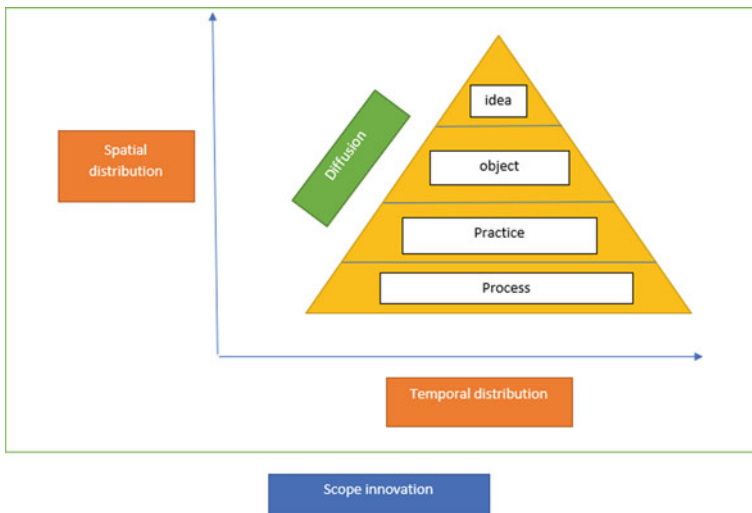 idea
Diffusion
Spatial
distribution
object
Practice
Process
Temporal distribution
Scope innovation